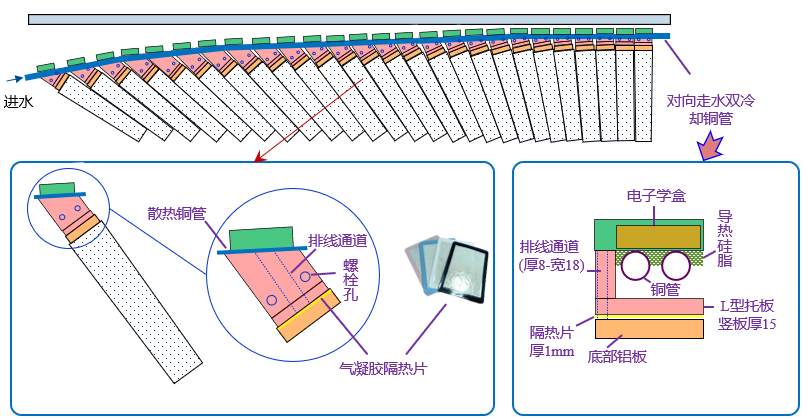 进水
对向走水双冷
却铜管
散热铜管
排线通道
螺
栓
孔
气凝胶隔热片
电子学盒
导
热
硅
脂
排线通道
(厚8-宽18)
铜管
L型托板
竖板厚15
隔热片
厚1mm
底部铝板